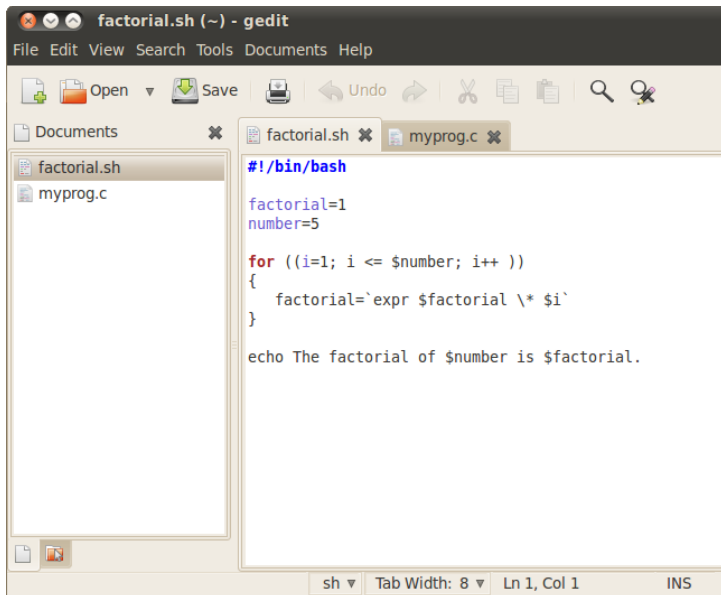 factorial.sh (~) - gedit
File Edit View Search Tools Documents Help
Open Save Undo
Documents
factorial.sh
myprog.c
factorial.sh myprog.c
#!/bin/bash
factorial=1
number=5
for ((i=1; i <= $number; i++ ))
{
   factorial=`expr $factorial \* $i`
}
echo The factorial of $number is $factorial.
sh Tab Width: 8 Ln 1, Col 1 INS